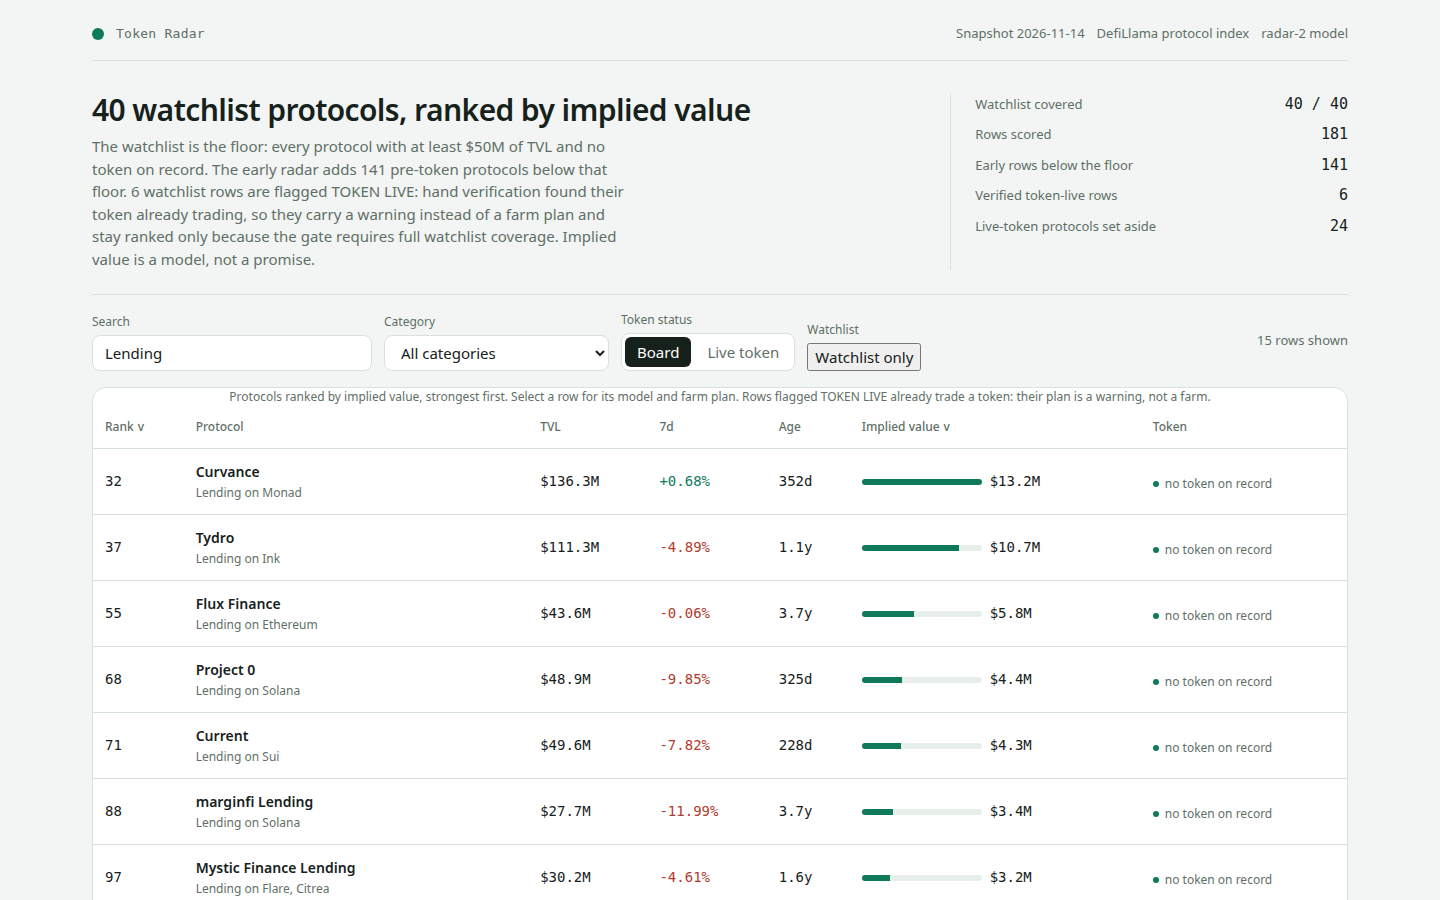 Token Radar
Snapshot 2026-11-14 DefiLlama protocol index radar-2 model
40 watchlist protocols, ranked by implied value
The watchlist is the floor: every protocol with at least $50M of TVL and no
token on record. The early radar adds 141 pre-token protocols below that
floor. 6 watchlist rows are flagged TOKEN LIVE: hand verification found their
token already trading, so they carry a warning instead of a farm plan and
stay ranked only because the gate requires full watchlist coverage. Implied
value is a model, not a promise.
Watchlist covered 40 / 40
Rows scored 181
Early rows below the floor 141
Verified token-live rows 6
Live-token protocols set aside 24
Search
Lending
Category
All categories
Token status
Board Live token
Watchlist
Watchlist only
15 rows shown
Protocols ranked by implied value, strongest first. Select a row for its model and farm plan. Rows flagged TOKEN LIVE already trade a token: their plan is a warning, not a farm.
Rank v Protocol TVL 7d Age Implied value v Token
32 Curvance $136.3M +0.68% 352d $13.2M no token on record
Lending on Monad
37 Tydro $111.3M -4.89% 1.1y $10.7M no token on record
Lending on Ink
55 Flux Finance $43.6M -0.06% 3.7y $5.8M no token on record
Lending on Ethereum
68 Project 0 $48.9M -9.85% 325d $4.4M no token on record
Lending on Solana
71 Current $49.6M -7.82% 228d $4.3M no token on record
Lending on Sui
88 marginfi Lending $27.7M -11.99% 3.7y $3.4M no token on record
Lending on Solana
97 Mystic Finance Lending $30.2M -4.61% 1.6y $3.2M no token on record
Lending on Flare, Citrea